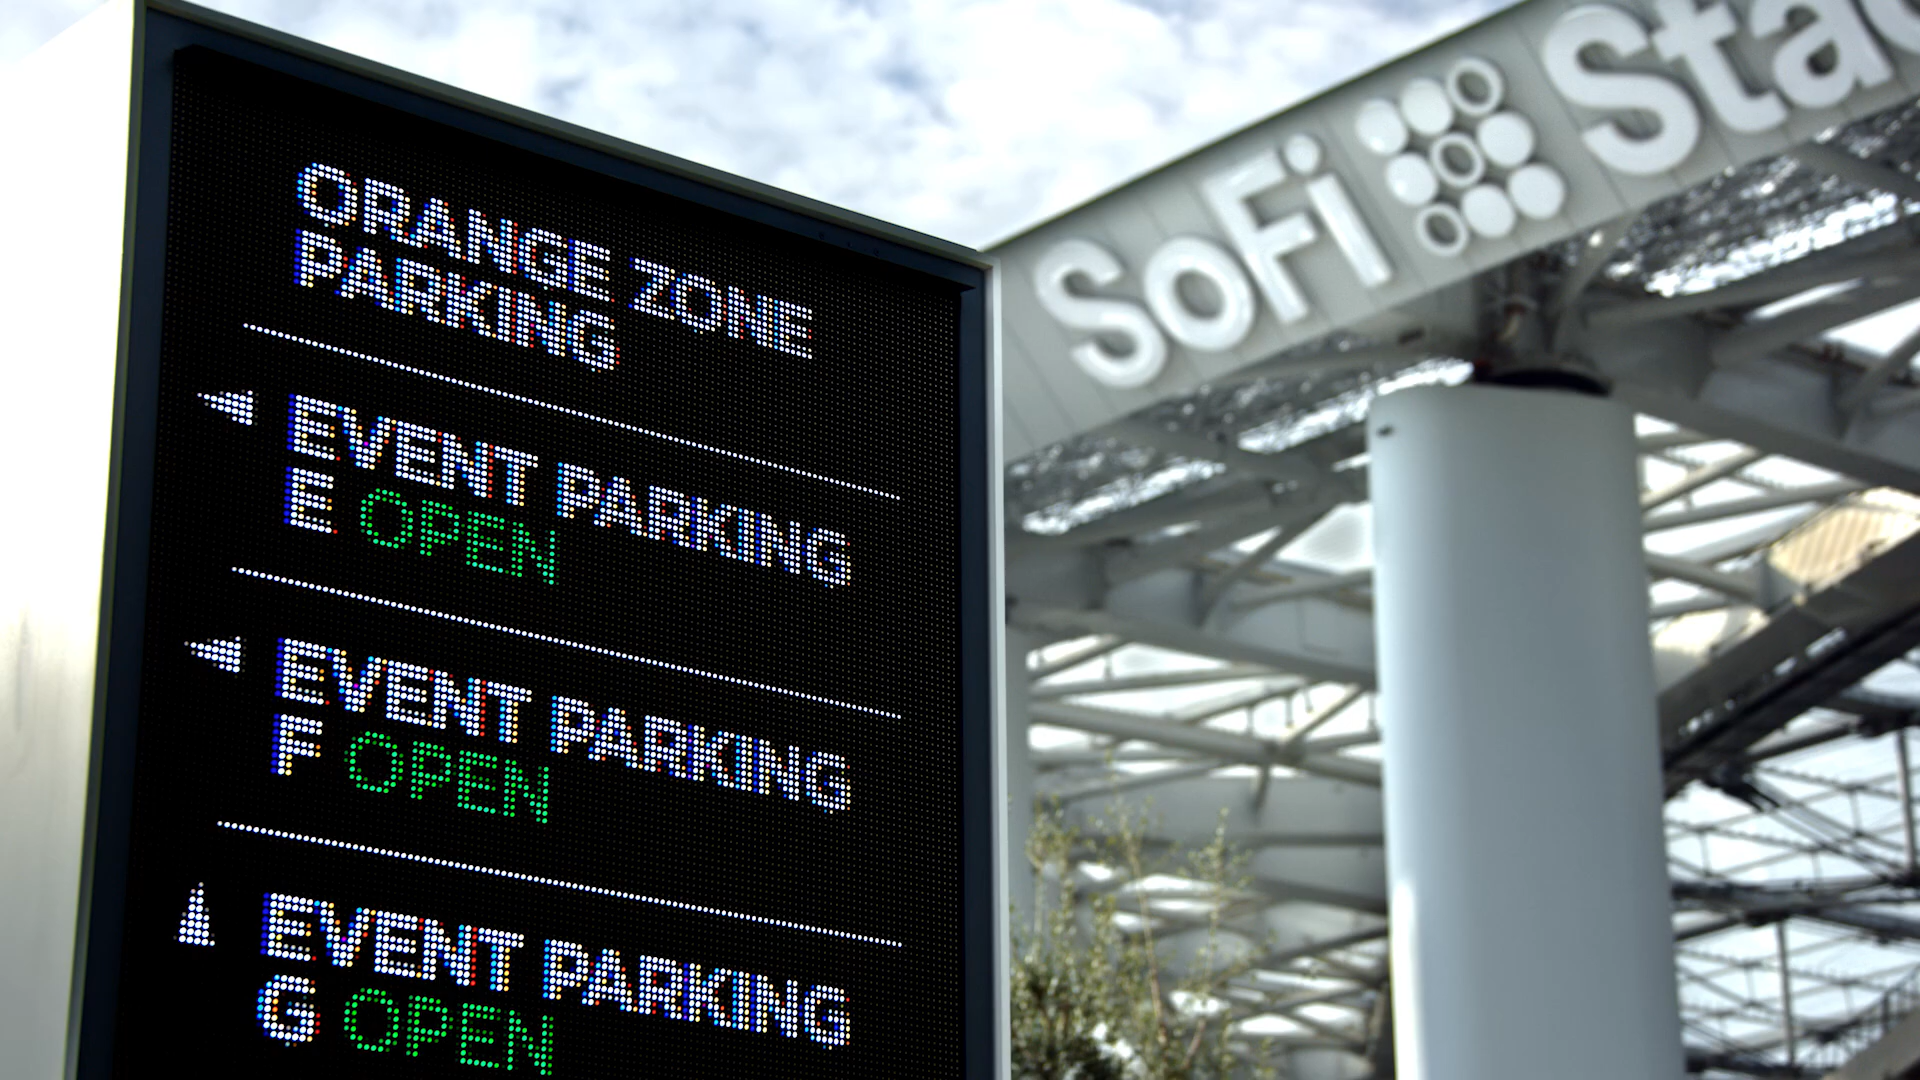 ORANGE ZONE
PARKING
EVENT PARKING
E OPEN
EVENT PARKING
F OPEN
EVENT PARKING
G OPEN
SoFi Sta